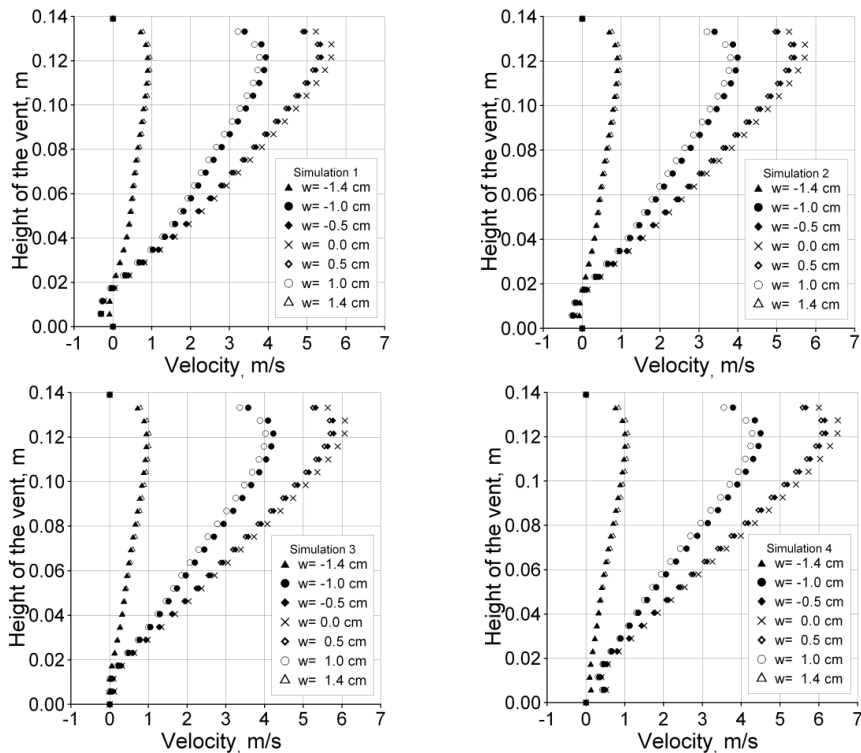 Height of the vent, m
0.14
0.12
0.10
0.08
0.06
0.04
0.02
0.00
Simulation 1
w= -1.4 cm
w= -1.0 cm
w= -0.5 cm
w= 0.0 cm
w= 0.5 cm
w= 1.0 cm
w= 1.4 cm
-1 0 1 2 3 4 5 6 7
Velocity, m/s
Height of the vent, m
0.14
0.12
0.10
0.08
0.06
0.04
0.02
0.00
Simulation 2
w= -1.4 cm
w= -1.0 cm
w= -0.5 cm
w= 0.0 cm
w= 0.5 cm
w= 1.0 cm
w= 1.4 cm
-1 0 1 2 3 4 5 6 7
Velocity, m/s
Height of the vent, m
0.14
0.12
0.10
0.08
0.06
0.04
0.02
0.00
Simulation 3
w= -1.4 cm
w= -1.0 cm
w= -0.5 cm
w= 0.0 cm
w= 0.5 cm
w= 1.0 cm
w= 1.4 cm
-1 0 1 2 3 4 5 6 7
Velocity, m/s
Height of the vent, m
0.14
0.12
0.10
0.08
0.06
0.04
0.02
0.00
Simulation 4
w= -1.4 cm
w= -1.0 cm
w= -0.5 cm
w= 0.0 cm
w= 0.5 cm
w= 1.0 cm
w= 1.4 cm
-1 0 1 2 3 4 5 6 7
Velocity, m/s